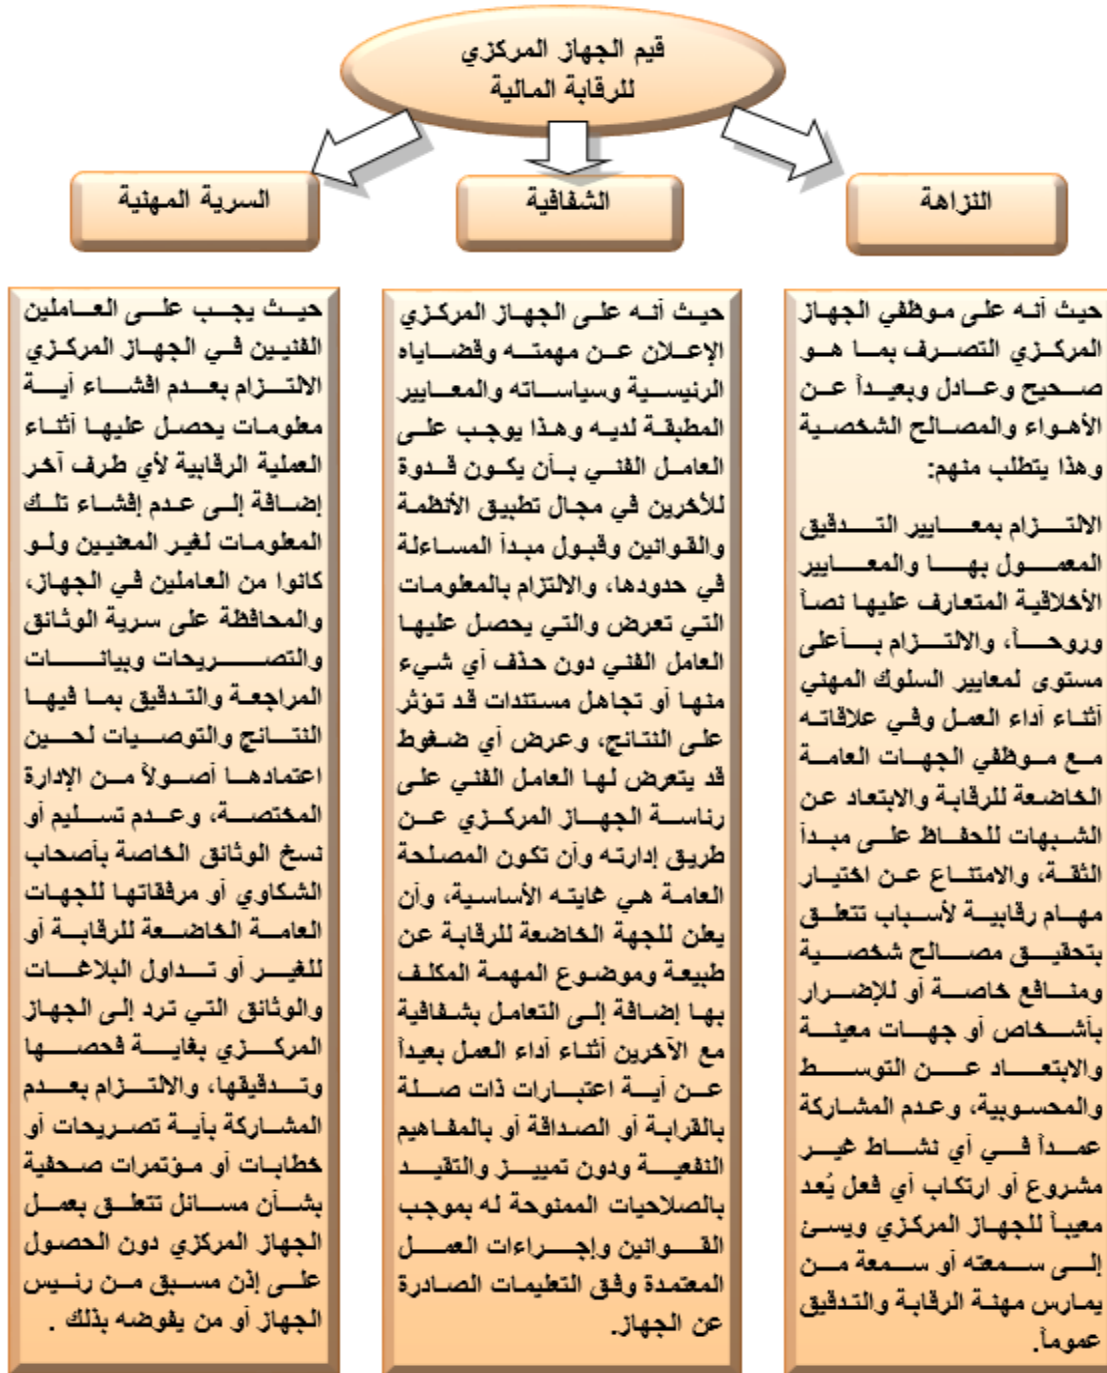 قيم الجهاز المركزي
للرقابة المالية
النزاهة
الشفافية
السرية المهنية
حيث أنه على موظفي الجهاز
المركزي التصرف بما هو
صحيح وعادل وبعيداً عن
الأهواء والمصالح الشخصية
وهذا يتطلب منهم:
الالتزام بمعايير التدقيق
المعمول بها والمعايير
الأخلاقية المتعارف عليها نصاً
وروحاً، والالتزام بأعلى
مستوى لمعايير السلوك المهني
أثناء أداء العمل وفي علاقاته
مع موظفي الجهات العامة
الخاضعة للرقابة والابتعاد عن
الشبهات للحفاظ على مبدأ
الثقة، والامتناع عن اختيار
مهام رقابية لأسباب تتعلق
بتحقيق مصالح شخصية
ومنافع خاصة أو للإضرار
بأشخاص أو جهات معينة
والابتعاد عن التوسط
والمحسوبية، وعدم المشاركة
عمداً في أي نشاط غير
مشروع أو ارتكاب أي فعل يُعد
معيباً للجهاز المركزي ويسئ
إلى سمعته أو سمعة من
يمارس مهنة الرقابة والتدقيق
عموماً.
حيث أنه على الجهاز المركزي
الإعلان عن مهمته وقضاياه
الرئيسية وسياساته والمعايير
المطبقة لديه وهذا يوجب على
العامل الفني بأن يكون قدوة
للأخرين في مجال تطبيق الأنظمة
والقوانين وقبول مبدأ المساءلة
في حدودها، والالتزام بالمعلومات
التي تعرض والتي يحصل عليها
العامل الفني دون حذف أي شيء
منها أو تجاهل مستندات قد تؤثر
على النتائج، وعرض أي ضغوط
قد يتعرض لها العامل الفني على
رئاسة الجهاز المركزي عن
طريق إدارته وأن تكون المصلحة
العامة هي غايته الأساسية، وأن
يعلن للجهة الخاضعة للرقابة عن
طبيعة وموضوع المهمة المكلف
بها إضافة إلى التعامل بشفافية
مع الآخرين أثناء أداء العمل بعيداً
عن أية اعتبارات ذات صلة
بالقرابة أو الصداقة أو بالمفاهيم
النفعية ودون تمييز والتقيد
بالصلاحيات الممنوحة له بموجب
القوانين وإجراءات العمل
المعتمدة وفق التعليمات الصادرة
عن الجهاز.
حيث يجب على العاملين
الفنيين في الجهاز المركزي
الالتزام بعدم افشاء أية
معلومات يحصل عليها أثناء
العملية الرقابية لأي طرف آخر
إضافة إلى عدم إفشاء تلك
المعلومات لغير المعنيين ولو
كانوا من العاملين في الجهاز،
والمحافظة على سرية الوثائق
والتصريحات وبيانات
المراجعة والتدقيق بما فيها
النتائج والتوصيات لحين
اعتمادها أصولاً من الإدارة
المختصة، وعدم تسليم أو
نسخ الوثائق الخاصة بأصحاب
الشكاوي أو مرفقاتها للجهات
العامة الخاضعة للرقابة أو
للغير أو تداول البلاغات
والوثائق التي ترد إلى الجهاز
المركزي بغاية فحصها
وتدقيقها، والالتزام بعدم
المشاركة بأية تصريحات أو
خطابات أو مؤتمرات صحفية
بشأن مسائل تتعلق بعمل
الجهاز المركزي دون الحصول
على إذن مسبق من رئيس
الجهاز أو من يفوضه بذلك .